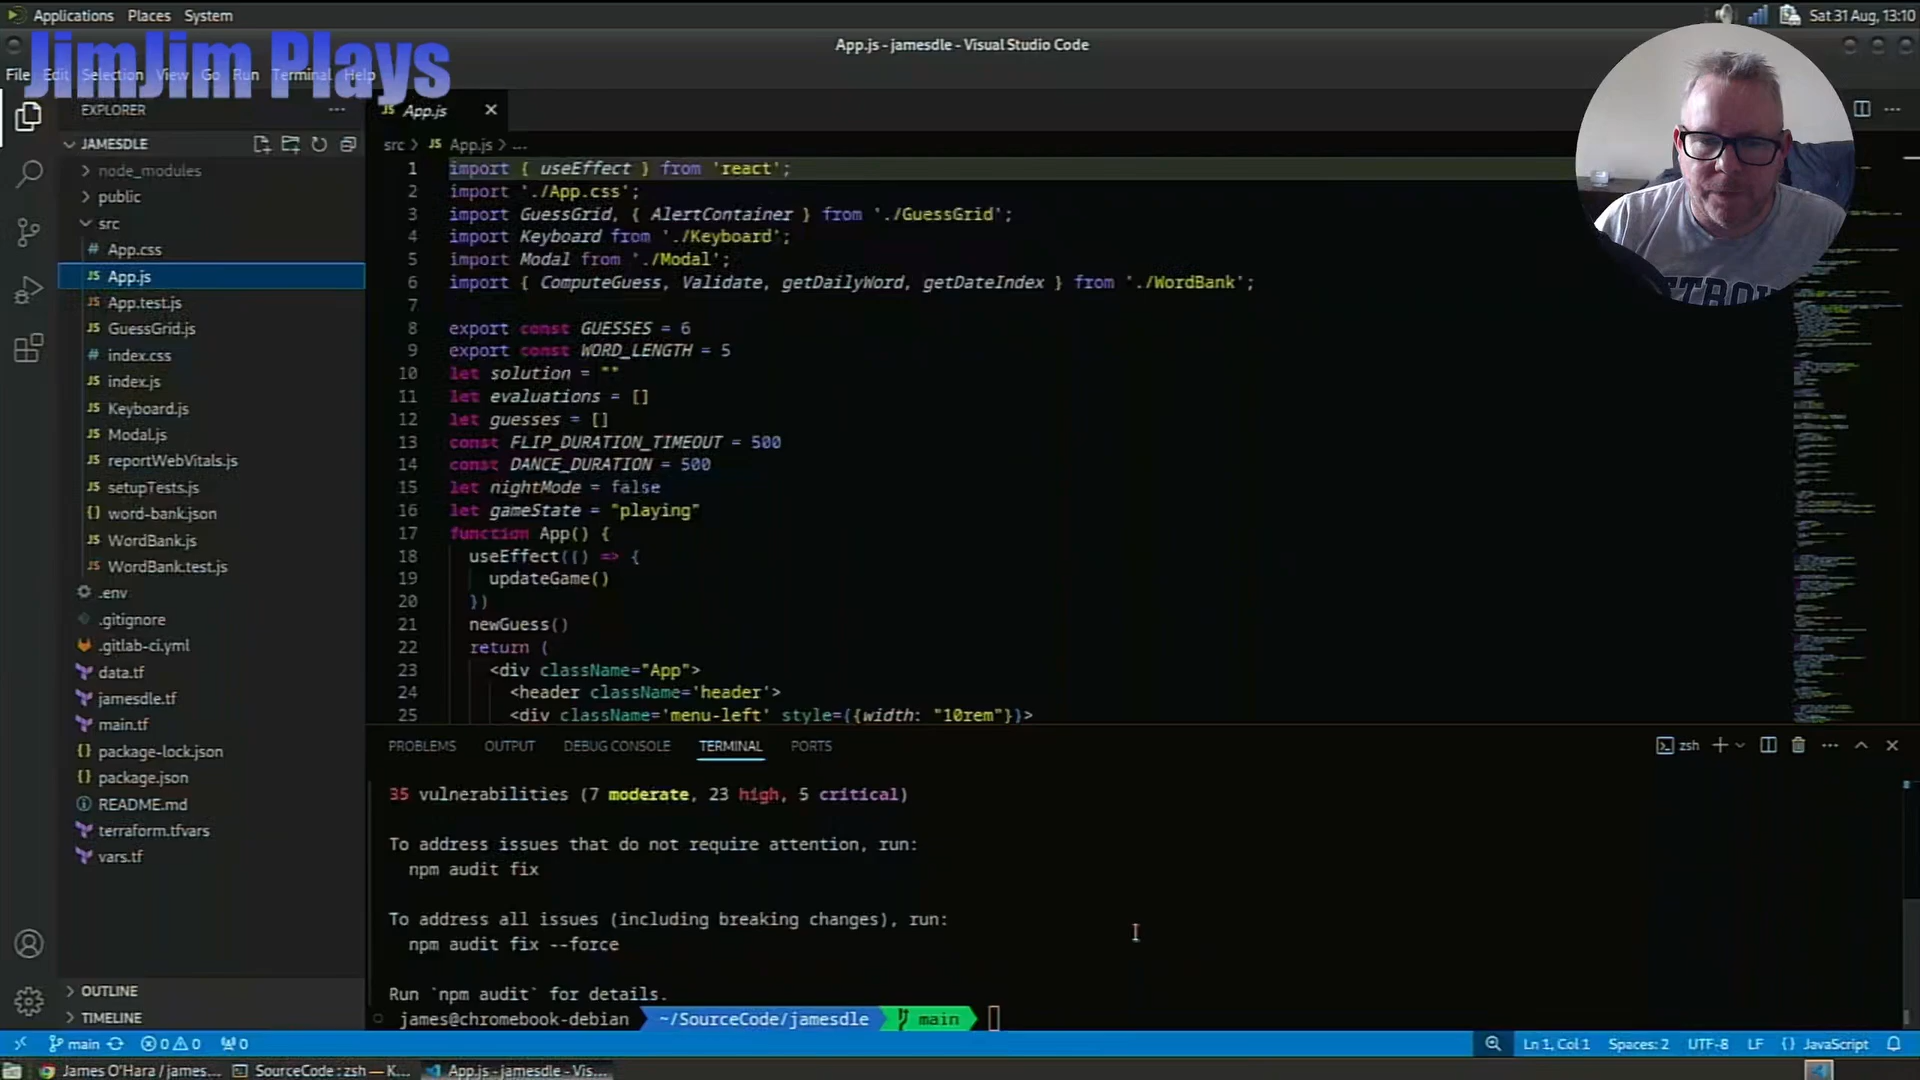 Applications Places System
Sat 31 Aug, 13:10
JimJim Plays
App.js - jamesdle - Visual Studio Code
File Edit Selection View Go Run Terminal Help
EXPLORER
JAMESDLE
node_modules
public
src
App.css
App.js
App.test.js
GuessGrid.js
index.css
index.js
Keyboard.js
Modal.js
reportWebVitals.js
setupTests.js
word-bank.json
WordBank.js
WordBank.test.js
.env
.gitignore
.gitlab-ci.yml
data.tf
jamesdle.tf
main.tf
package-lock.json
package.json
README.md
terraform.tfvars
vars.tf
OUTLINE
TIMELINE
JS App.js
src > JS App.js > ...
1 import { useEffect } from 'react';
2 import './App.css';
3 import GuessGrid, { AlertContainer } from './GuessGrid';
4 import Keyboard from './Keyboard';
5 import Modal from './Modal';
6 import { ComputeGuess, Validate, getDailyWord, getDateIndex } from './WordBank';
7
8 export const GUESSES = 6
9 export const WORD_LENGTH = 5
10 let solution = ""
11 let evaluations = []
12 let guesses = []
13 const FLIP_DURATION_TIMEOUT = 500
14 const DANCE_DURATION = 500
15 let nightMode = false
16 let gameState = "playing"
17 function App() {
18 useEffect(() => {
19 updateGame()
20 })
21 newGuess()
22 return (
23 <div className="App">
24 <header className='header'>
25 <div className='menu-left' style={{width: "10rem"}}>
PROBLEMS OUTPUT DEBUG CONSOLE TERMINAL PORTS
zsh
35 vulnerabilities (7 moderate, 23 high, 5 critical)
To address issues that do not require attention, run:
npm audit fix
To address all issues (including breaking changes), run:
npm audit fix --force
Run `npm audit` for details.
james@chromebook-debian ~/SourceCode/jamesdle main
main 0 0 0
Ln 1, Col 1 Spaces: 2 UTF-8 LF {} JavaScript
James O'Hara / james... SourceCode : zsh — K... App.js - jamesdle - Vis...